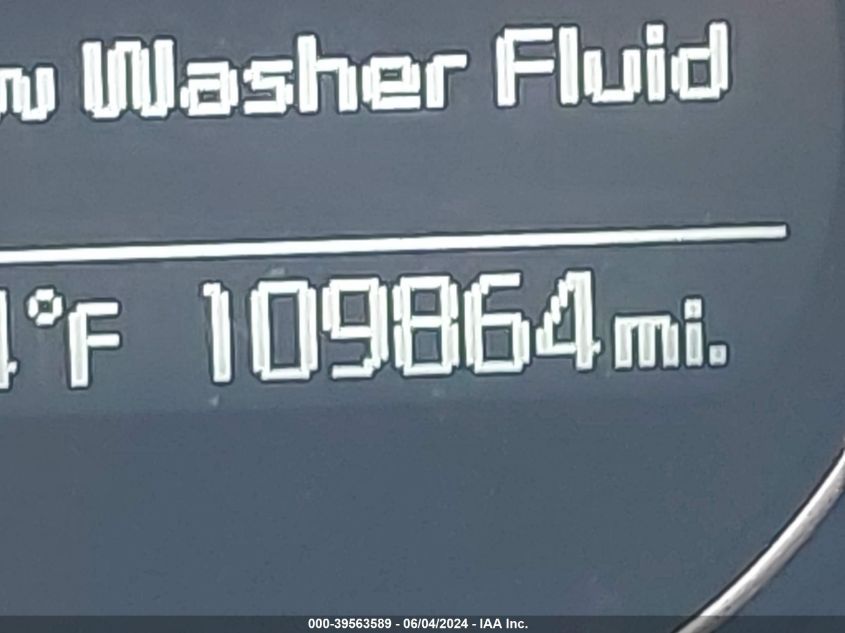 Washer Fluid
°F 109864 mi.
000-39563589 - 06/04/2024 - IAA Inc.